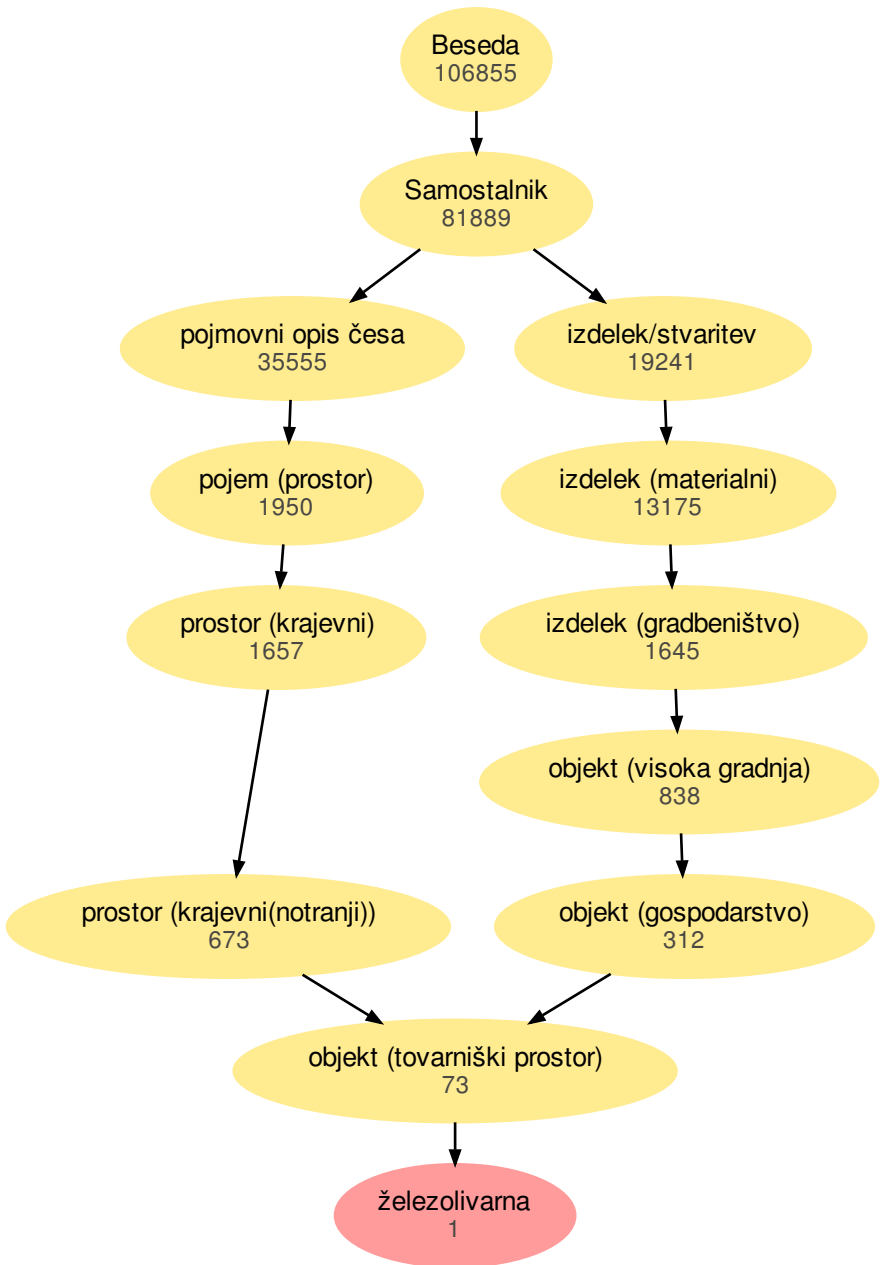 Beseda
106855
Samostalnik
81889
pojmovni opis česa
35555
izdelek/stvaritev
19241
pojem (prostor)
1950
izdelek (materialni)
13175
prostor (krajevni)
1657
izdelek (gradbeništvo)
1645
objekt (visoka gradnja)
838
prostor (krajevni(notranji))
673
objekt (gospodarstvo)
312
objekt (tovarniški prostor)
73
železolivarna
1